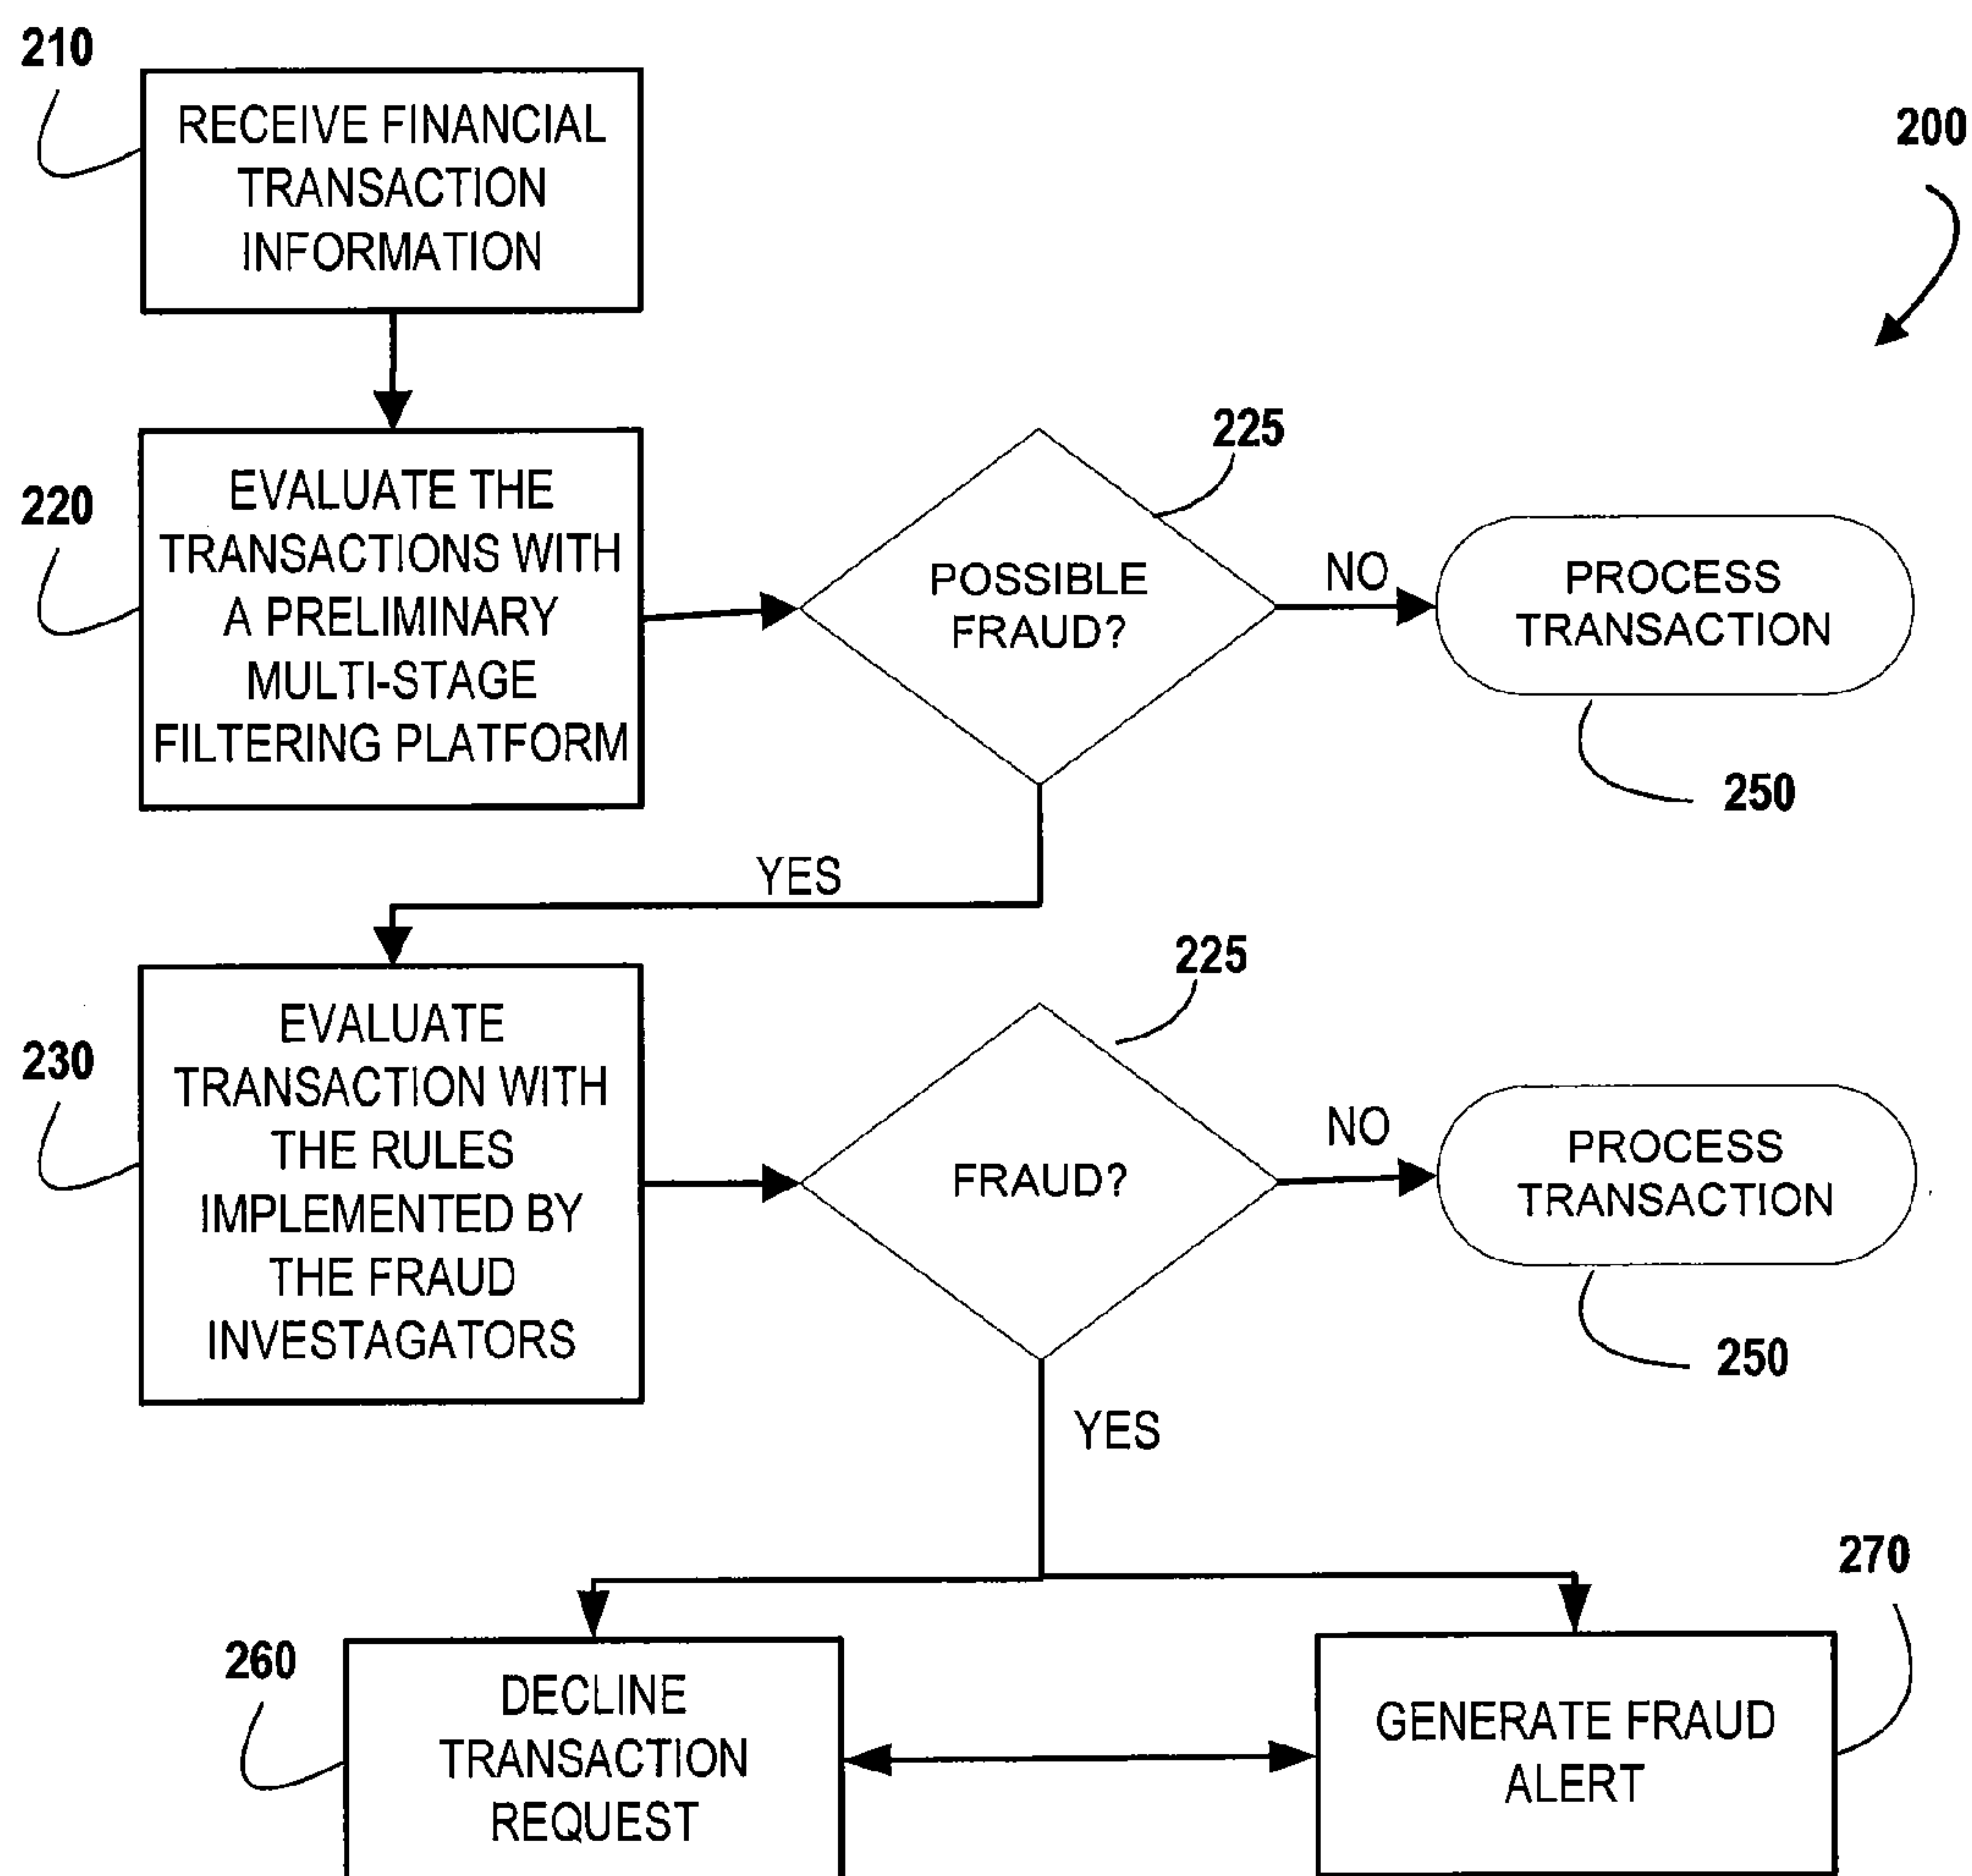 210
RECEIVE FINANCIAL
TRANSACTION
INFORMATION
200
220
EVALUATE THE
TRANSACTIONS WITH
A PRELIMINARY
MULTI-STAGE
FILTERING PLATFORM
225
POSSIBLE
FRAUD?
NO
PROCESS
TRANSACTION
250
YES
230
EVALUATE
TRANSACTION WITH
THE RULES
IMPLEMENTED BY
THE FRAUD
INVESTAGATORS
225
FRAUD?
NO
PROCESS
TRANSACTION
250
YES
260
DECLINE
TRANSACTION
REQUEST
270
GENERATE FRAUD
ALERT